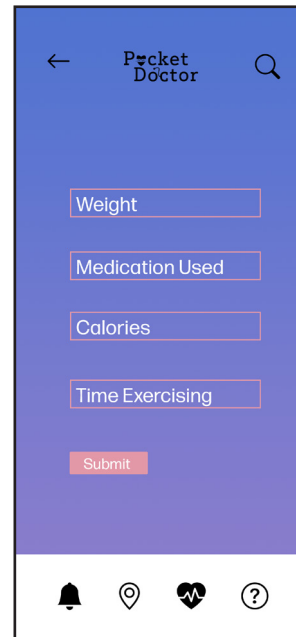 Pocket
Doctor
Weight
Medication Used
Calories
Time Exercising
Submit
?